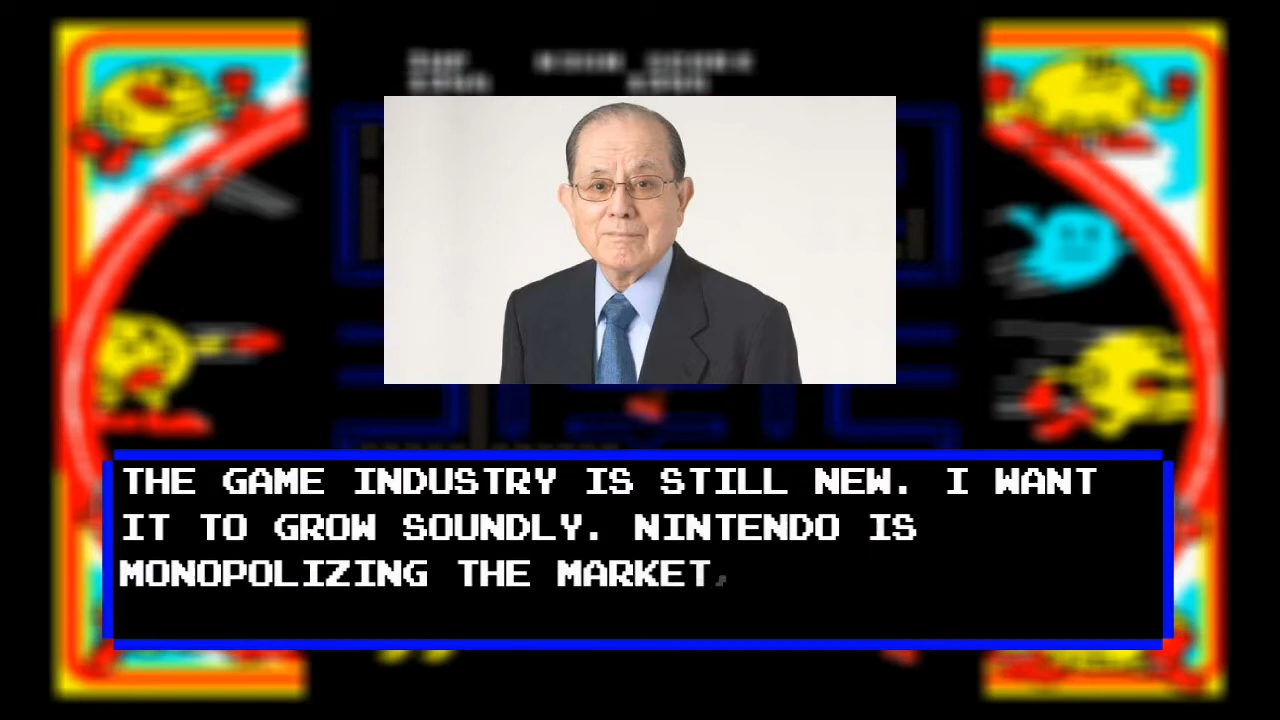 THE GAME INDUSTRY IS STILL NEW. I WANT
IT TO GROW SOUNDLY. NINTENDO IS
MONOPOLIZING THE MARKET,